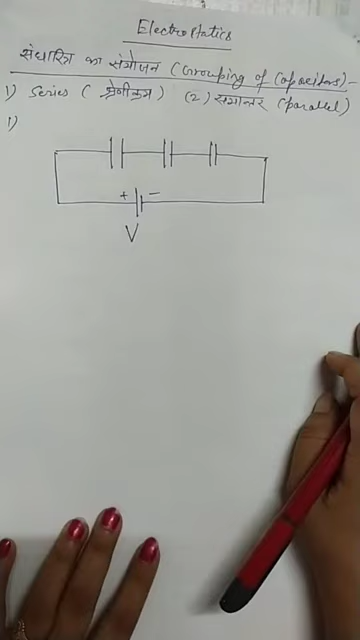 Electrostatics
संधारित्र का संयोजन (Grouping of Capacitors) -
1) Series (श्रेणीक्रम) (2) समान्तर (parallel)
1)
+ -
V